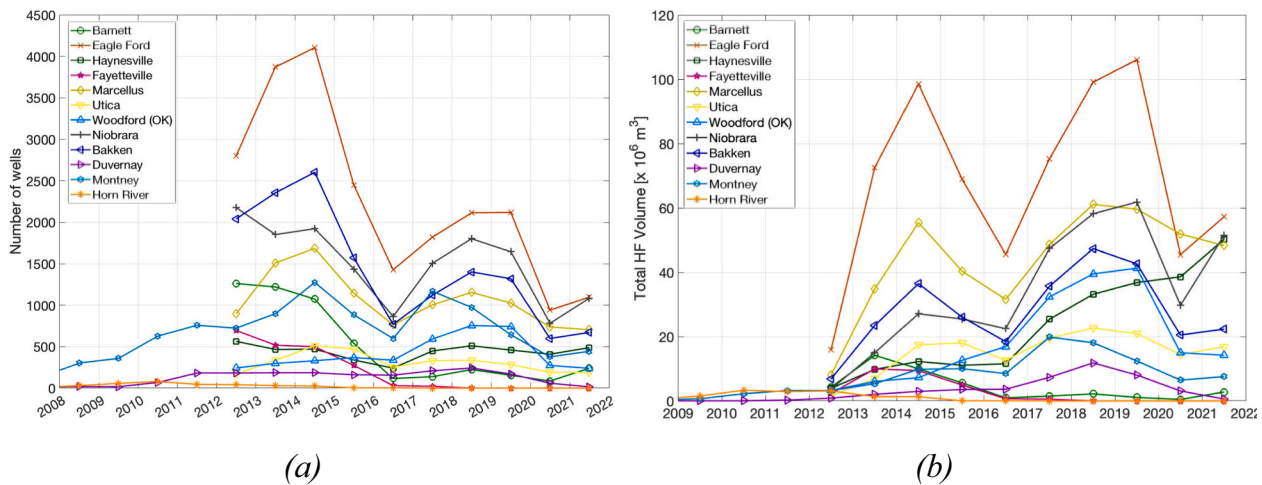 4500
4000
3500
3000
2500
2000
1500
1000
500
0
Number of wells
Barnett
Eagle Ford
Haynesville
Fayetteville
Marcellus
Utica
Woodford (OK)
Niobrara
Bakken
Duvernay
Montney
Horn River
2008 2009 2010 2011 2012 2013 2014 2015 2016 2017 2018 2019 2020 2021 2022
(a)
120
100
80
60
40
20
0
Total HF Volume [x 10⁶ m³]
Barnett
Eagle Ford
Haynesville
Fayetteville
Marcellus
Utica
Woodford (OK)
Niobrara
Bakken
Duvernay
Montney
Horn River
2009 2010 2011 2012 2013 2014 2015 2016 2017 2018 2019 2020 2021 2022
(b)